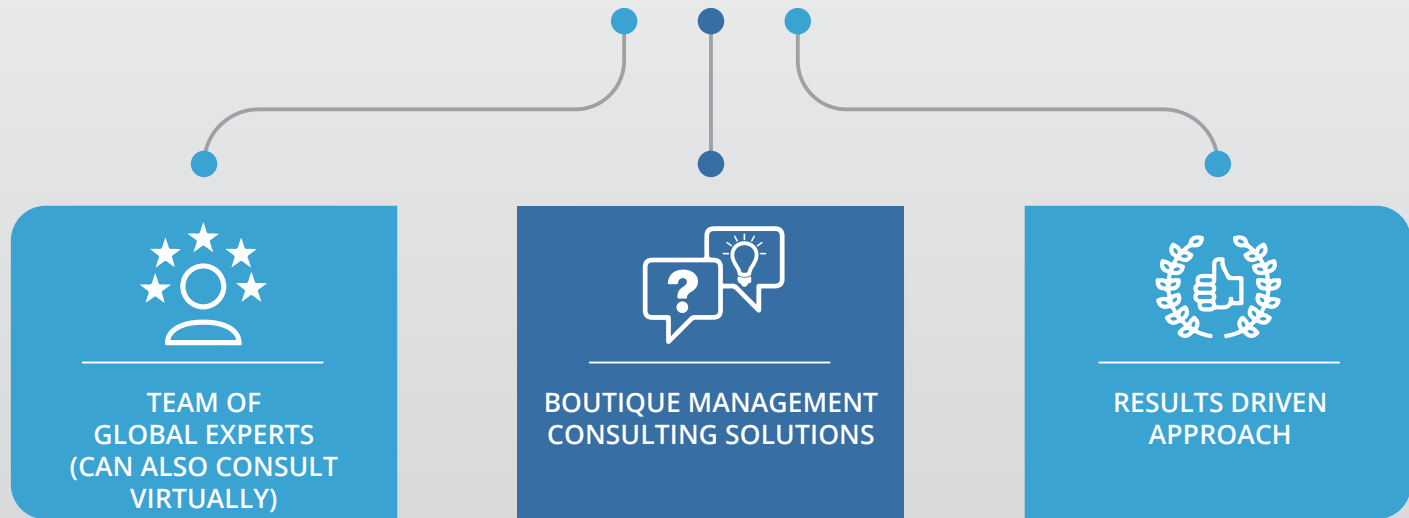 TEAM OF
GLOBAL EXPERTS
(CAN ALSO CONSULT
VIRTUALLY)
?
BOUTIQUE MANAGEMENT
CONSULTING SOLUTIONS
RESULTS DRIVEN
APPROACH